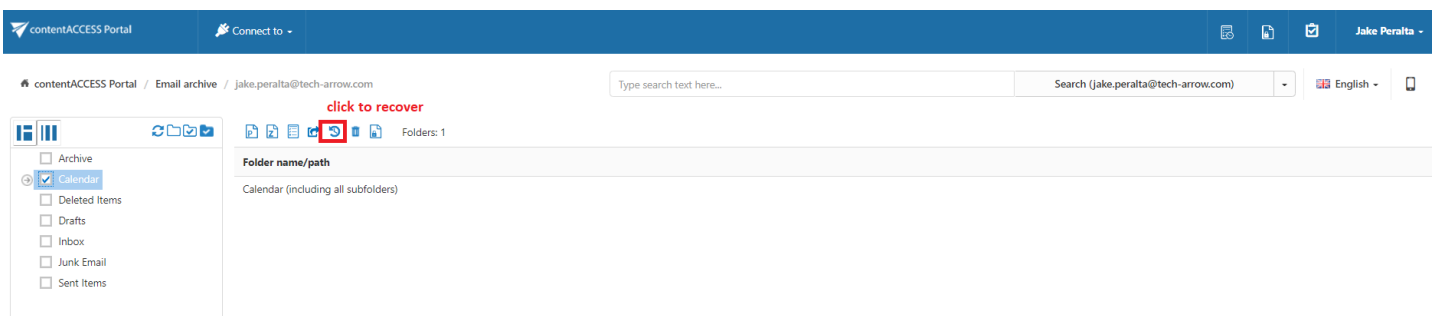 contentACCESS Portal Connect to Jake Peralta
contentACCESS Portal / Email archive / jake.peralta@tech-arrow.com Type search text here... Search (jake.peralta@tech-arrow.com) English
click to recover
Folders: 1
Archive
Folder name/path
Calendar
Calendar (including all subfolders)
Deleted Items
Drafts
Inbox
Junk Email
Sent Items